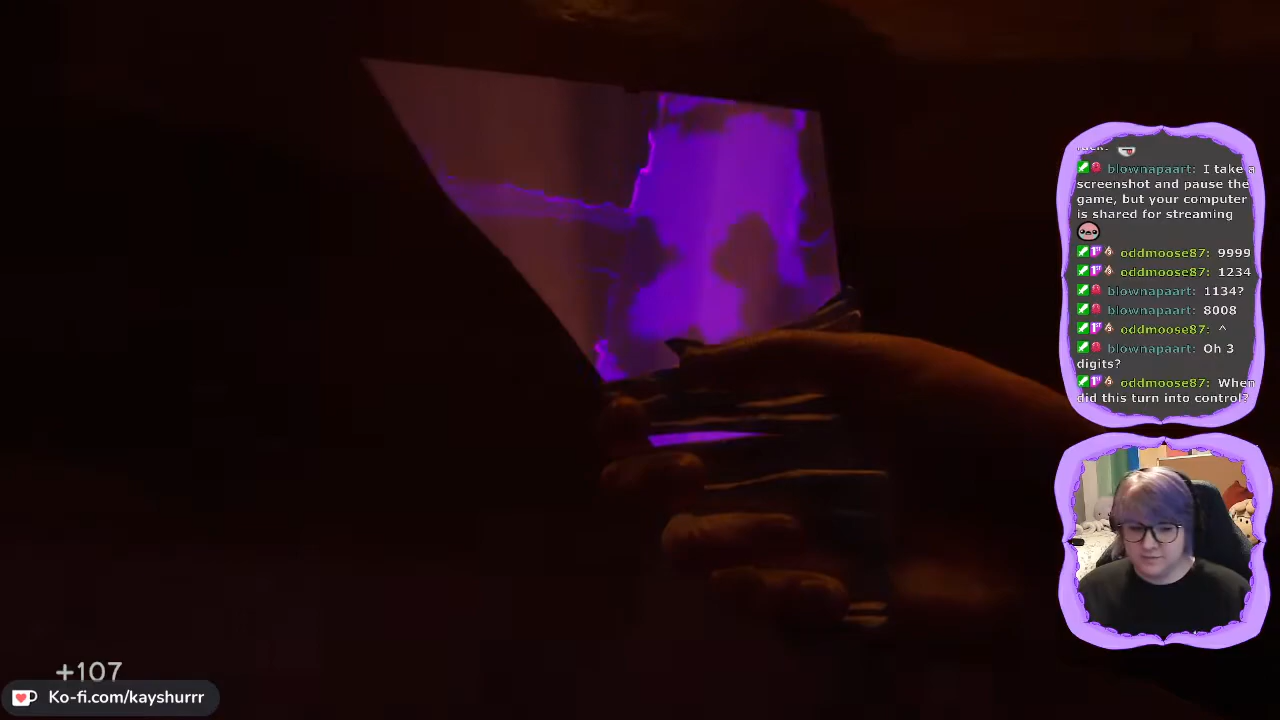 blownapaart: I take a
screenshot and pause the
game, but your computer
is shared for streaming
oddmoose87: 9999
oddmoose87: 1234
blownapaart: 1134?
blownapaart: 8008
oddmoose87: ^
blownapaart: Oh 3
digits?
oddmoose87: When
did this turn into control?
+107
Ko-fi.com/kayshurrr